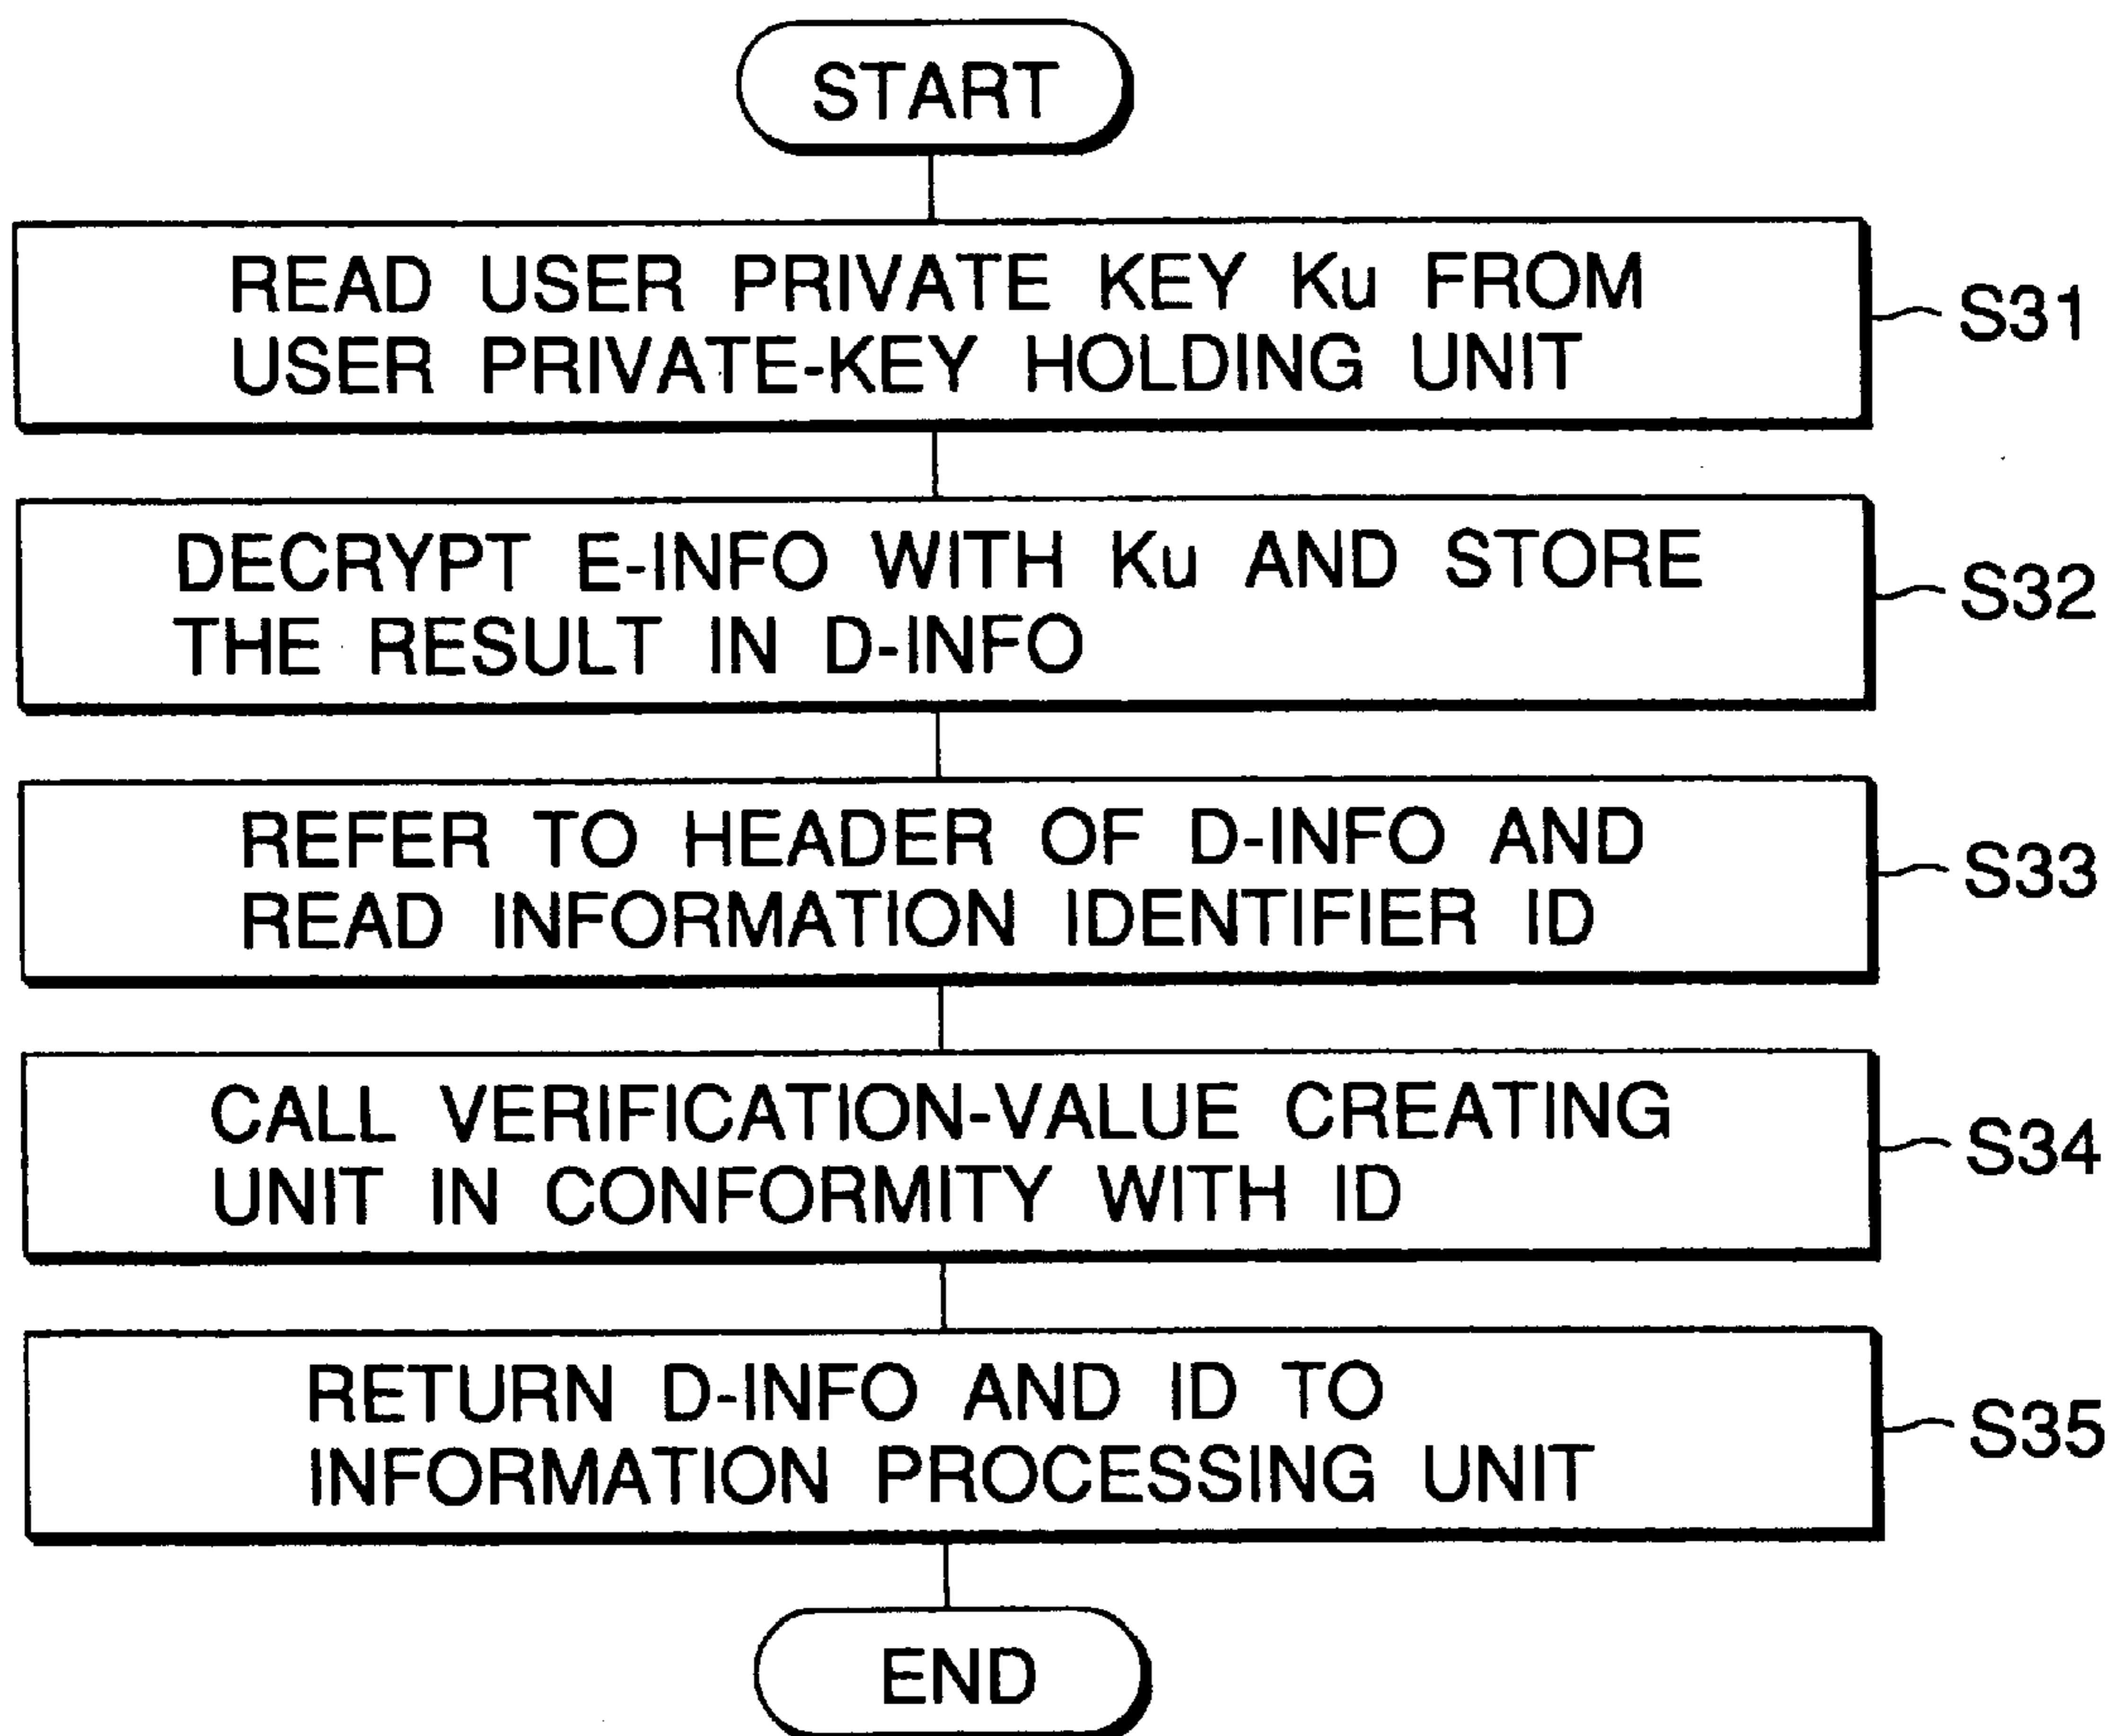 START
READ USER PRIVATE KEY Ku FROM
USER PRIVATE-KEY HOLDING UNIT
S31
DECRYPT E-INFO WITH Ku AND STORE
THE RESULT IN D-INFO
S32
REFER TO HEADER OF D-INFO AND
READ INFORMATION IDENTIFIER ID
S33
CALL VERIFICATION-VALUE CREATING
UNIT IN CONFORMITY WITH ID
S34
RETURN D-INFO AND ID TO
INFORMATION PROCESSING UNIT
S35
END